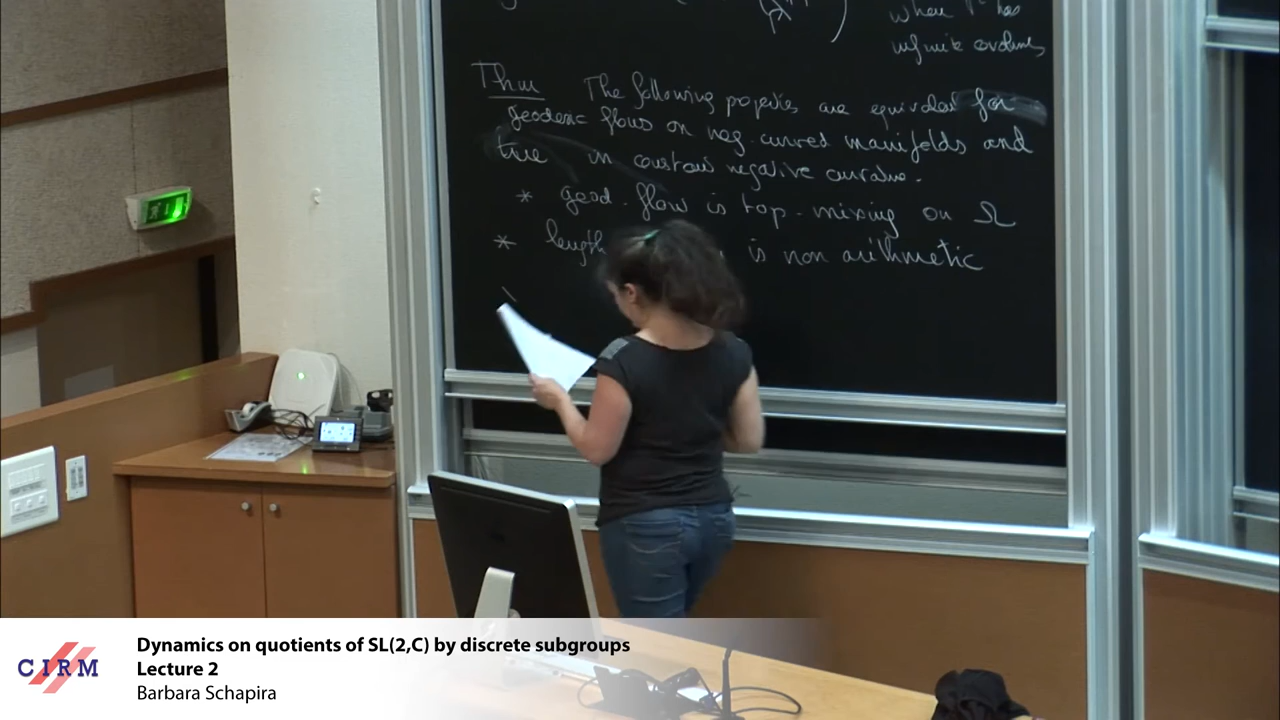 when Γ has
infinite covolume,
Thm The following properties are equivalent for
geodesic flows on neg. curved manifolds and
true in constant negative curvature.
* geod. flow is top. mixing on Ω
* length is non arithmetic
CIRM
Dynamics on quotients of SL(2,C) by discrete subgroups
Lecture 2
Barbara Schapira